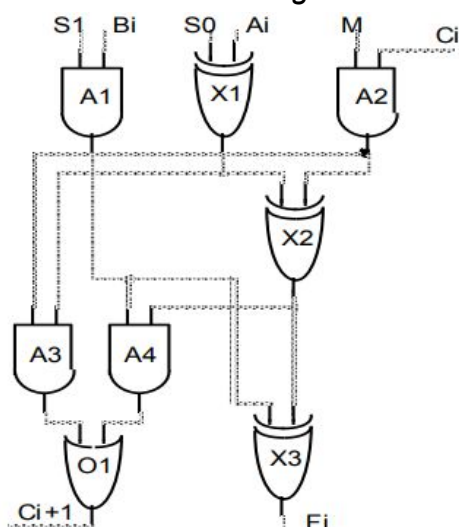 S1 Bi S0 Ai M Ci
A1 X1 A2
X2
A3 A4
O1 X3
Ci+1 Fi